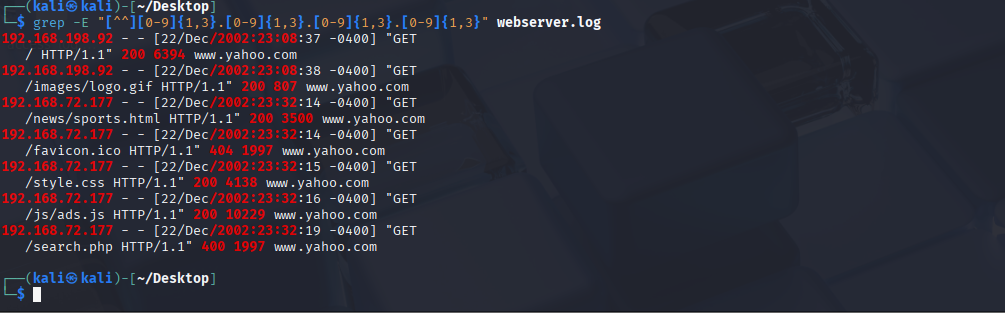 ┌──(kali㉿kali)-[~/Desktop]
└─$ grep -E "[^^][0-9]{1,3}.[0-9]{1,3}.[0-9]{1,3}.[0-9]{1,3}" webserver.log
192.168.198.92 - - [22/Dec/2002:23:08:37 -0400] "GET
/ HTTP/1.1" 200 6394 www.yahoo.com
192.168.198.92 - - [22/Dec/2002:23:08:38 -0400] "GET
/images/logo.gif HTTP/1.1" 200 807 www.yahoo.com
192.168.72.177 - - [22/Dec/2002:23:32:14 -0400] "GET
/news/sports.html HTTP/1.1" 200 3500 www.yahoo.com
192.168.72.177 - - [22/Dec/2002:23:32:14 -0400] "GET
/favicon.ico HTTP/1.1" 404 1997 www.yahoo.com
192.168.72.177 - - [22/Dec/2002:23:32:15 -0400] "GET
/style.css HTTP/1.1" 200 4138 www.yahoo.com
192.168.72.177 - - [22/Dec/2002:23:32:16 -0400] "GET
/js/ads.js HTTP/1.1" 200 10229 www.yahoo.com
192.168.72.177 - - [22/Dec/2002:23:32:19 -0400] "GET
/search.php HTTP/1.1" 400 1997 www.yahoo.com
┌──(kali㉿kali)-[~/Desktop]
└─$